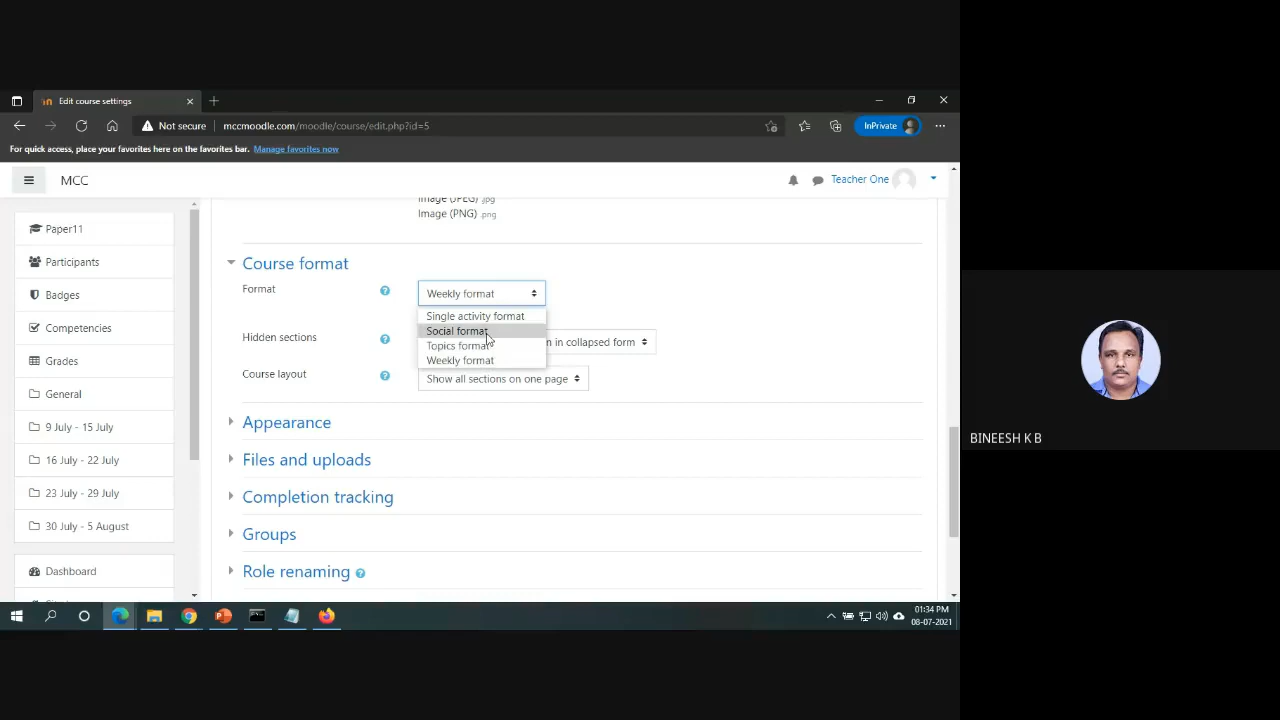 Edit course settings
Not secure mccmoodle.com/moodle/course/edit.php?id=5
InPrivate
For quick access, place your favorites here on the favorites bar. Manage favorites now
MCC
Teacher One
Image (JPEG) .jpg
Image (PNG) .png
Paper11
Participants
Badges
Competencies
Grades
General
9 July - 15 July
16 July - 22 July
23 July - 29 July
30 July - 5 August
Dashboard
Course format
Format
Weekly format
Single activity format
Social format
Topics format
Weekly format
Hidden sections
n in collapsed form
Course layout
Show all sections on one page
Appearance
Files and uploads
Completion tracking
Groups
Role renaming
BINEESH K B
01:34 PM
08-07-2021